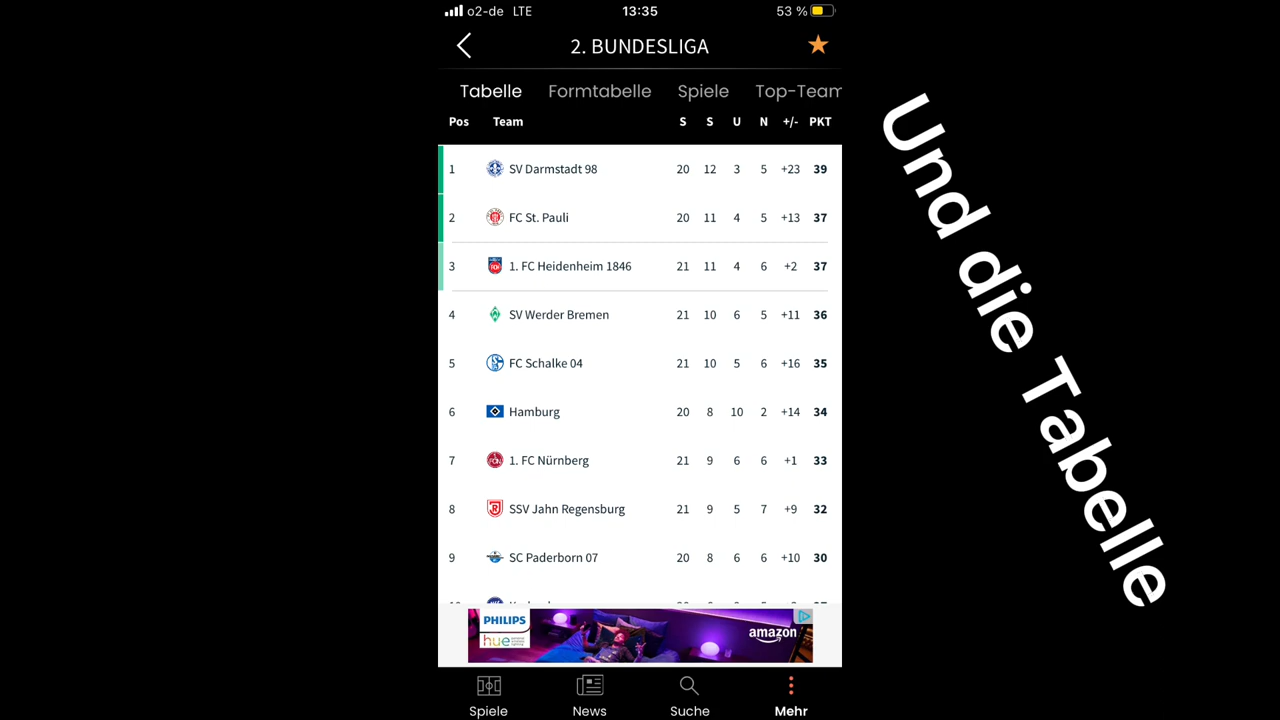 o2-de LTE 13:35 53 %
2. BUNDESLIGA
Tabelle Formtabelle Spiele Top-Team
Pos Team S S U N +/- PKT
1 SV Darmstadt 98 20 12 3 5 +23 39
2 FC St. Pauli 20 11 4 5 +13 37
3 1. FC Heidenheim 1846 21 11 4 6 +2 37
4 SV Werder Bremen 21 10 6 5 +11 36
5 FC Schalke 04 21 10 5 6 +16 35
6 Hamburg 20 8 10 2 +14 34
7 1. FC Nürnberg 21 9 6 6 +1 33
8 SSV Jahn Regensburg 21 9 5 7 +9 32
9 SC Paderborn 07 20 8 6 6 +10 30
PHILIPS
hue
amazon
Spiele News Suche Mehr
Und die Tabelle